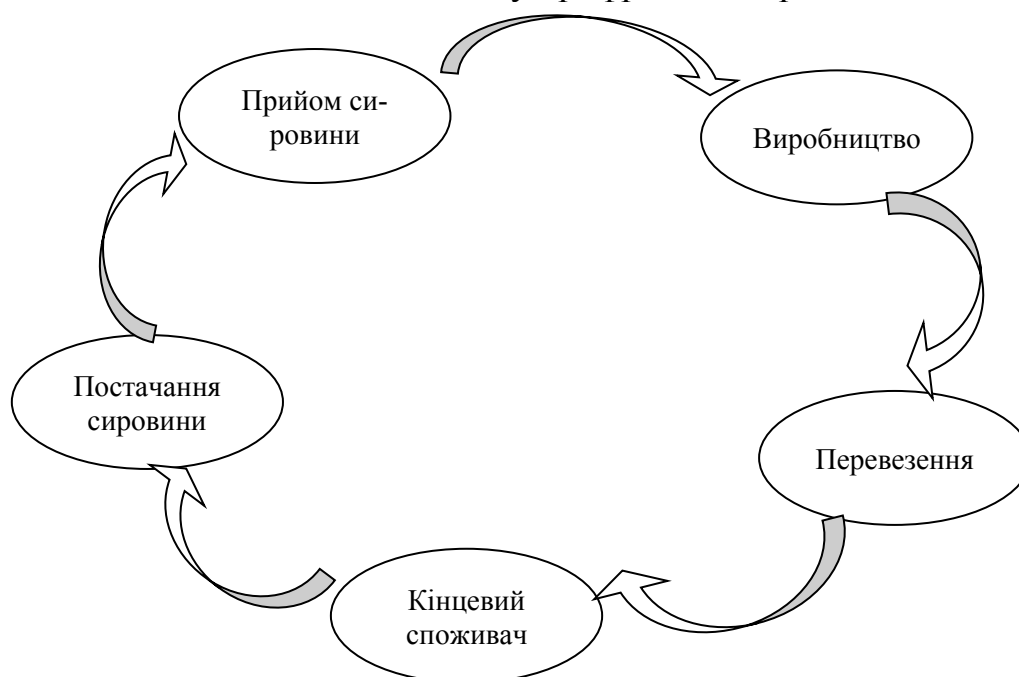 Прийом си-
ровини
Виробництво
Постачання
сировини
Перевезення
Кінцевий
споживач